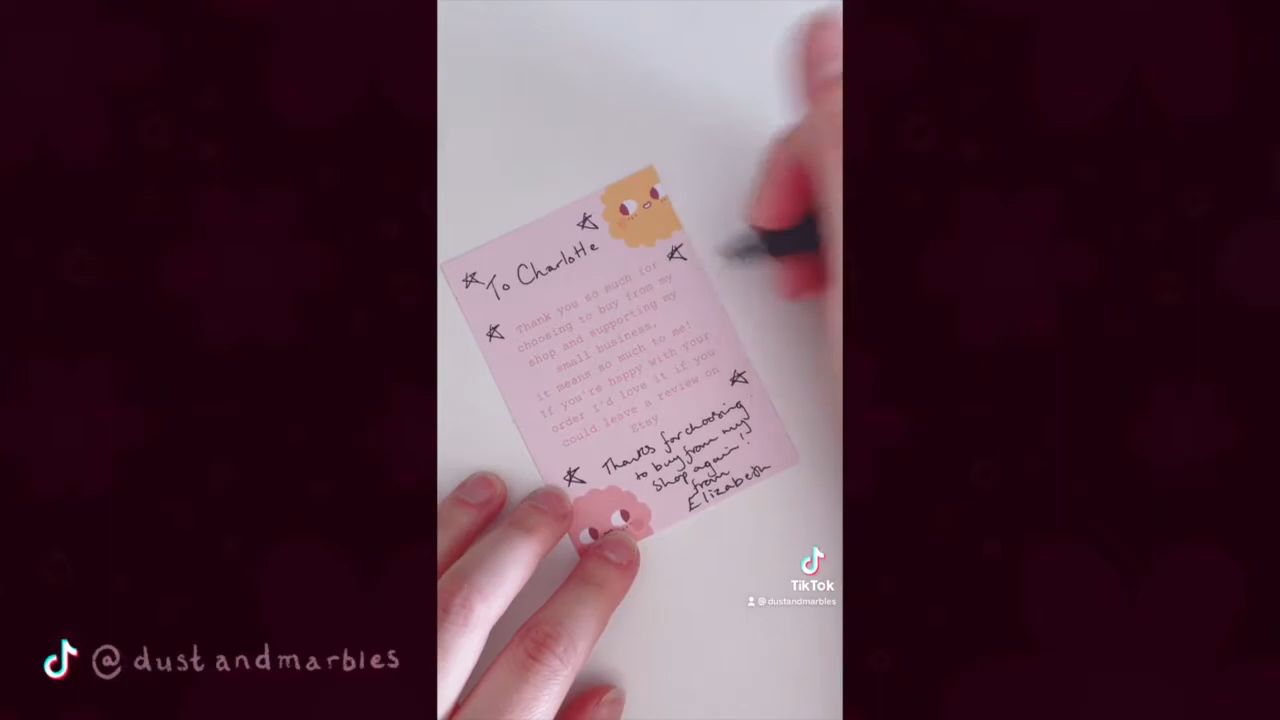 To Charlotte
Thank you so much for
choosing to buy from my
shop and supporting my
small business,
it means so much to me!
If you're happy with your
order I'd love it if you
could leave a review on
Etsy
Thanks for choosing
to buy from my
shop again!
from
Elizabeth
TikTok
@dustandmarbles
@dustandmarbles